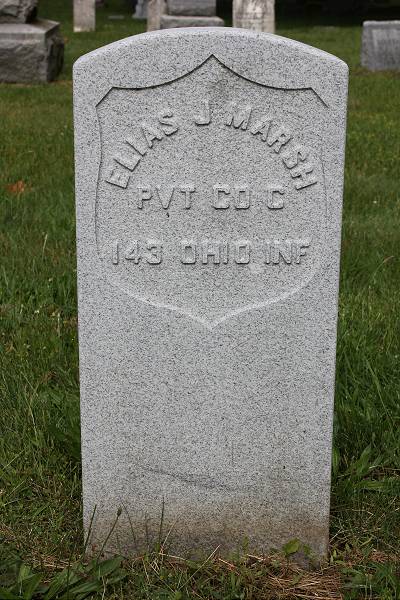 ELIAS J MARSH
PVT CO C
143 OHIO INF